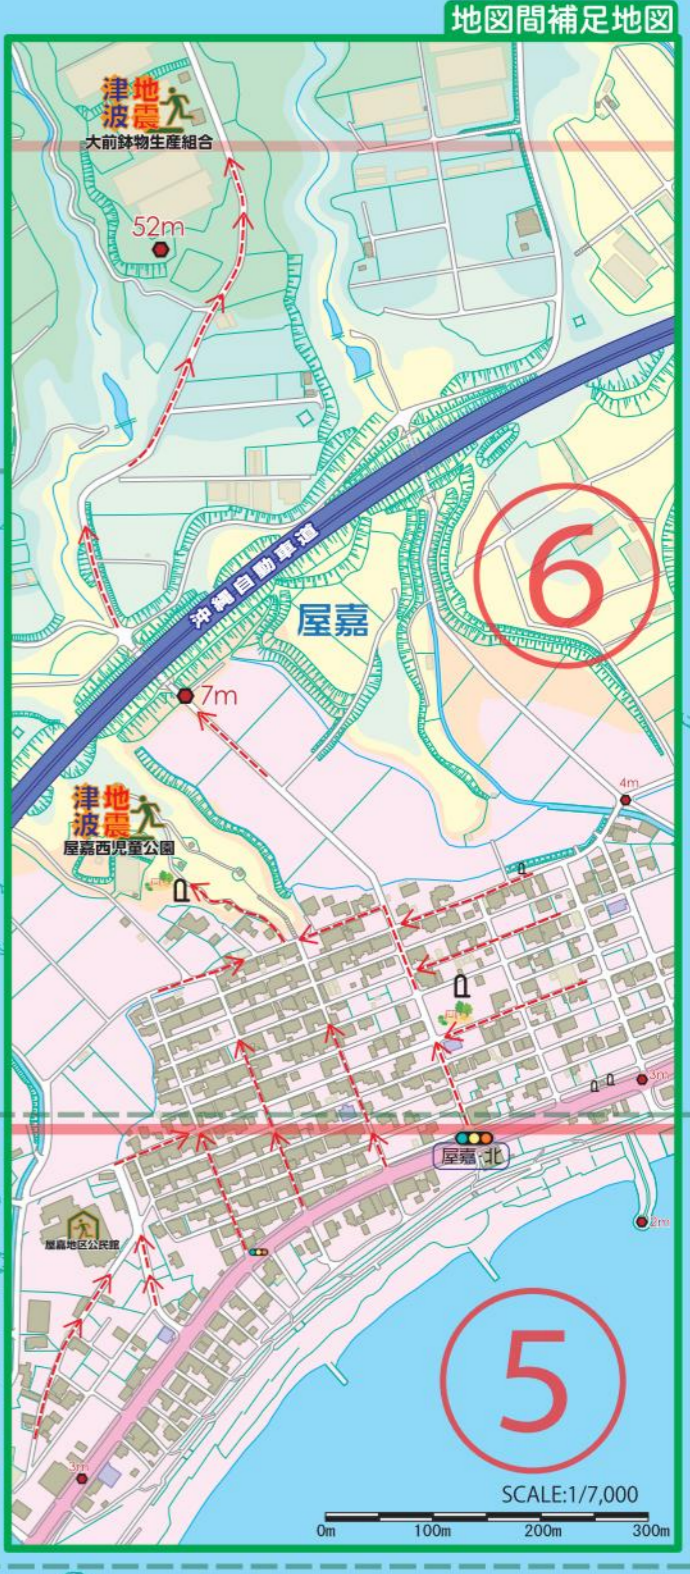 地図間補足地図
津波
地震
大前鉢物生産組合
52m
沖縄自動車道
6
屋嘉
7m
4m
津波
地震
屋嘉西児童公園
3m
屋嘉北
2m
屋嘉地区公民館
5
3m
SCALE:1/7,000
0m 100m 200m 300m